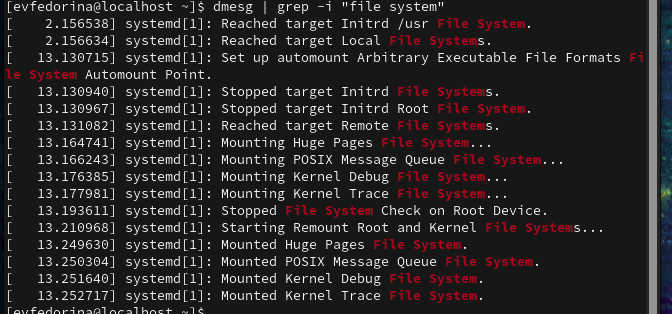 [evfedorina@localhost ~]$ dmesg | grep -i "file system"
[    2.156538] systemd[1]: Reached target Initrd /usr File System.
[    2.156634] systemd[1]: Reached target Local File Systems.
[   13.130715] systemd[1]: Set up automount Arbitrary Executable File Formats Fi
le System Automount Point.
[   13.130940] systemd[1]: Stopped target Initrd File Systems.
[   13.130967] systemd[1]: Stopped target Initrd Root File System.
[   13.131082] systemd[1]: Reached target Remote File Systems.
[   13.164741] systemd[1]: Mounting Huge Pages File System...
[   13.166243] systemd[1]: Mounting POSIX Message Queue File System...
[   13.176385] systemd[1]: Mounting Kernel Debug File System...
[   13.177981] systemd[1]: Mounting Kernel Trace File System...
[   13.193611] systemd[1]: Stopped File System Check on Root Device.
[   13.210968] systemd[1]: Starting Remount Root and Kernel File Systems...
[   13.249630] systemd[1]: Mounted Huge Pages File System.
[   13.250304] systemd[1]: Mounted POSIX Message Queue File System.
[   13.251640] systemd[1]: Mounted Kernel Debug File System.
[   13.252717] systemd[1]: Mounted Kernel Trace File System.
[evfedorina@localhost ~]$